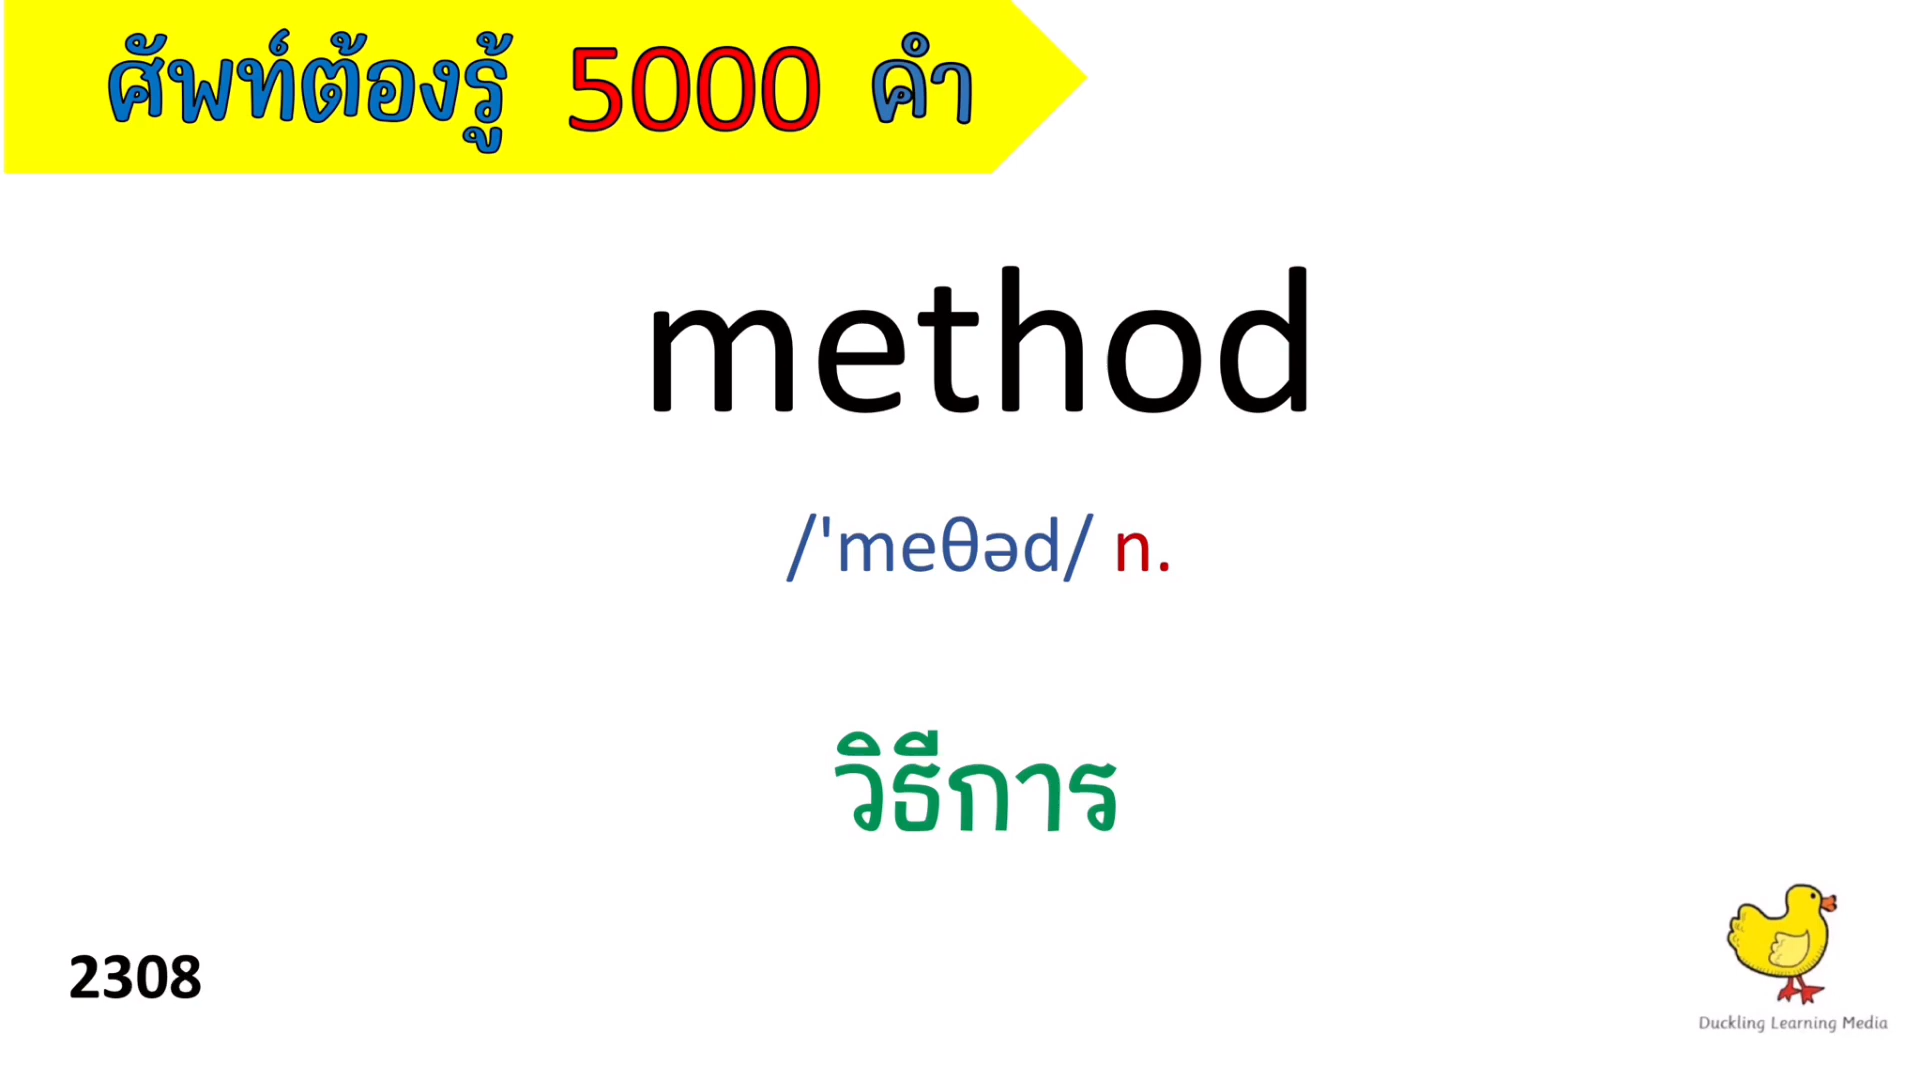 ศัพท์ต้องรู้ 5000 คำ
method
/'meθəd/ n.
วิธีการ
2308
Duckling Learning Media